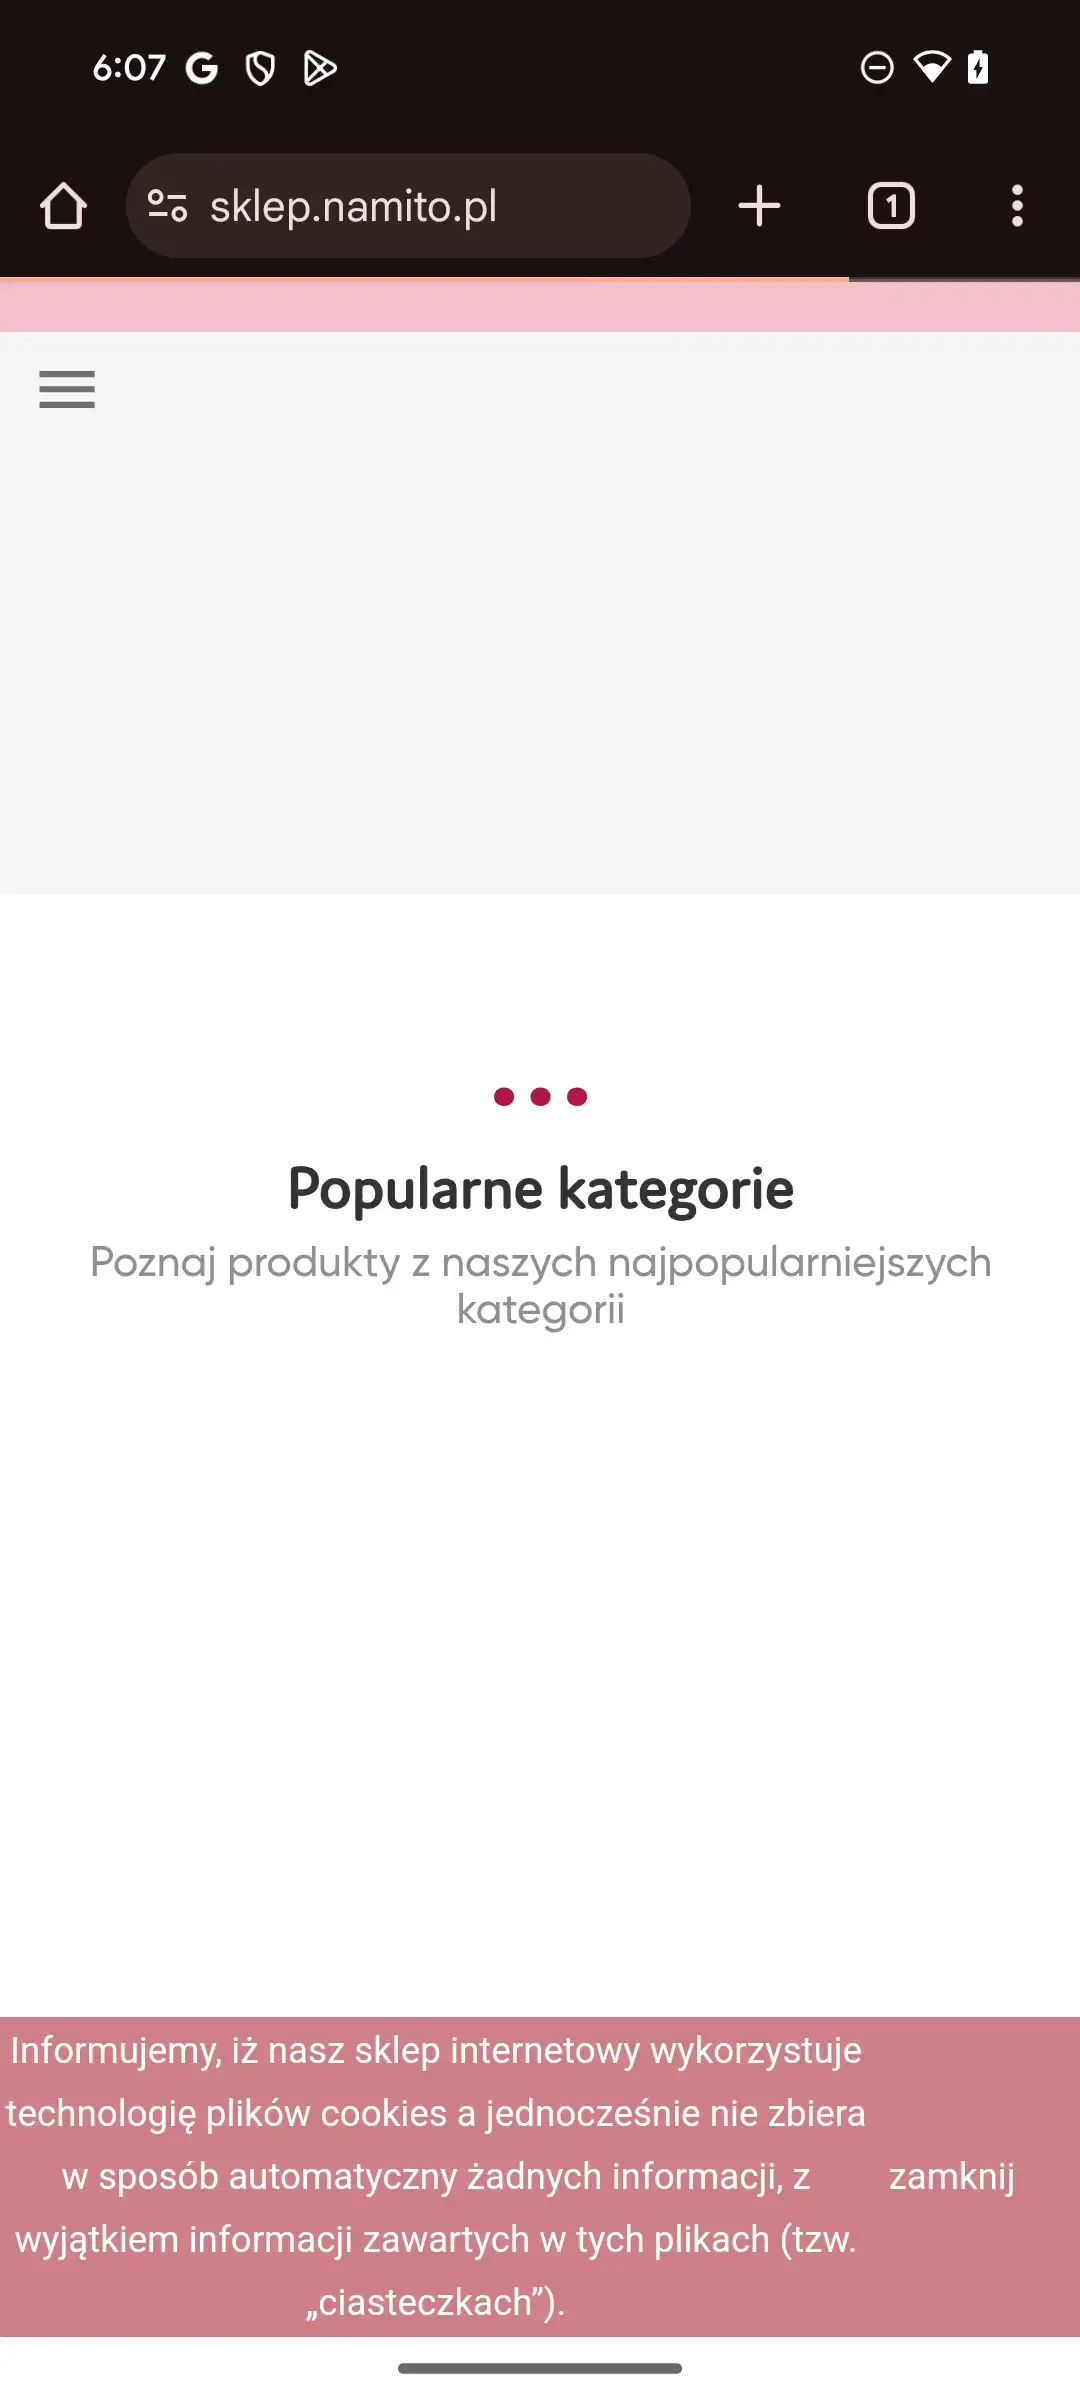 6:07
sklep.namito.pl
1
Popularne kategorie
Poznaj produkty z naszych najpopularniejszych
kategorii
Informujemy, iż nasz sklep internetowy wykorzystuje
technologię plików cookies a jednocześnie nie zbiera
w sposób automatyczny żadnych informacji, z
wyjątkiem informacji zawartych w tych plikach (tzw.
„ciasteczkach”).
zamknij